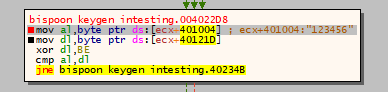 bispoon keygen intesting.004022D8
mov al,byte ptr ds:[ecx+401004] ; ecx+401004:"123456"
mov dl,byte ptr ds:[ecx+40121D]
xor dl,BE
cmp al,dl
jne bispoon keygen intesting.40234B